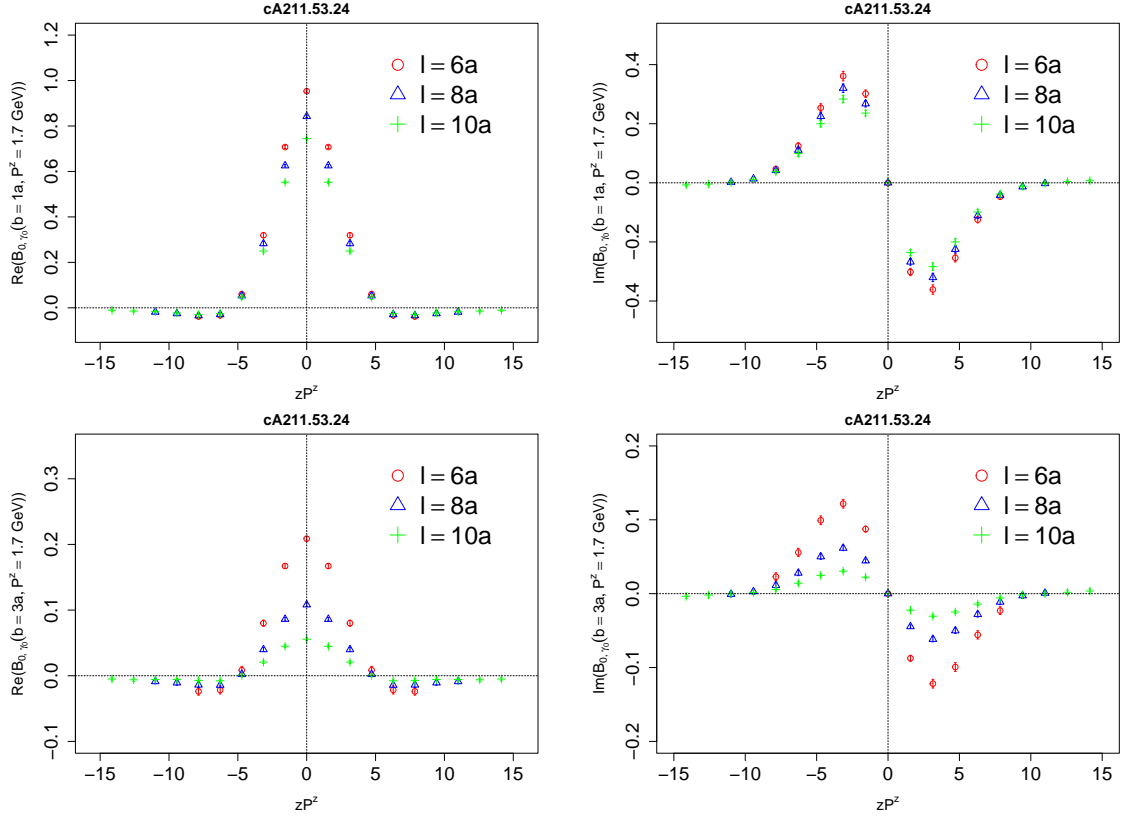 cA211.53.24
Re(B₀,γ₀(b = 1a, Pᶻ = 1.7 GeV))
1.2
1.0
0.8
0.6
0.4
0.2
0.0
l = 6a
l = 8a
l = 10a
−15 −10 −5 0 5 10 15
zPᶻ
cA211.53.24
Im(B₀,γ₀(b = 1a, Pᶻ = 1.7 GeV))
0.4
0.2
0.0
−0.2
−0.4
l = 6a
l = 8a
l = 10a
−15 −10 −5 0 5 10 15
zPᶻ
cA211.53.24
Re(B₀,γ₀(b = 3a, Pᶻ = 1.7 GeV))
0.3
0.2
0.1
0.0
−0.1
l = 6a
l = 8a
l = 10a
−15 −10 −5 0 5 10 15
zPᶻ
cA211.53.24
Im(B₀,γ₀(b = 3a, Pᶻ = 1.7 GeV))
0.2
0.1
0.0
−0.1
−0.2
l = 6a
l = 8a
l = 10a
−15 −10 −5 0 5 10 15
zPᶻ